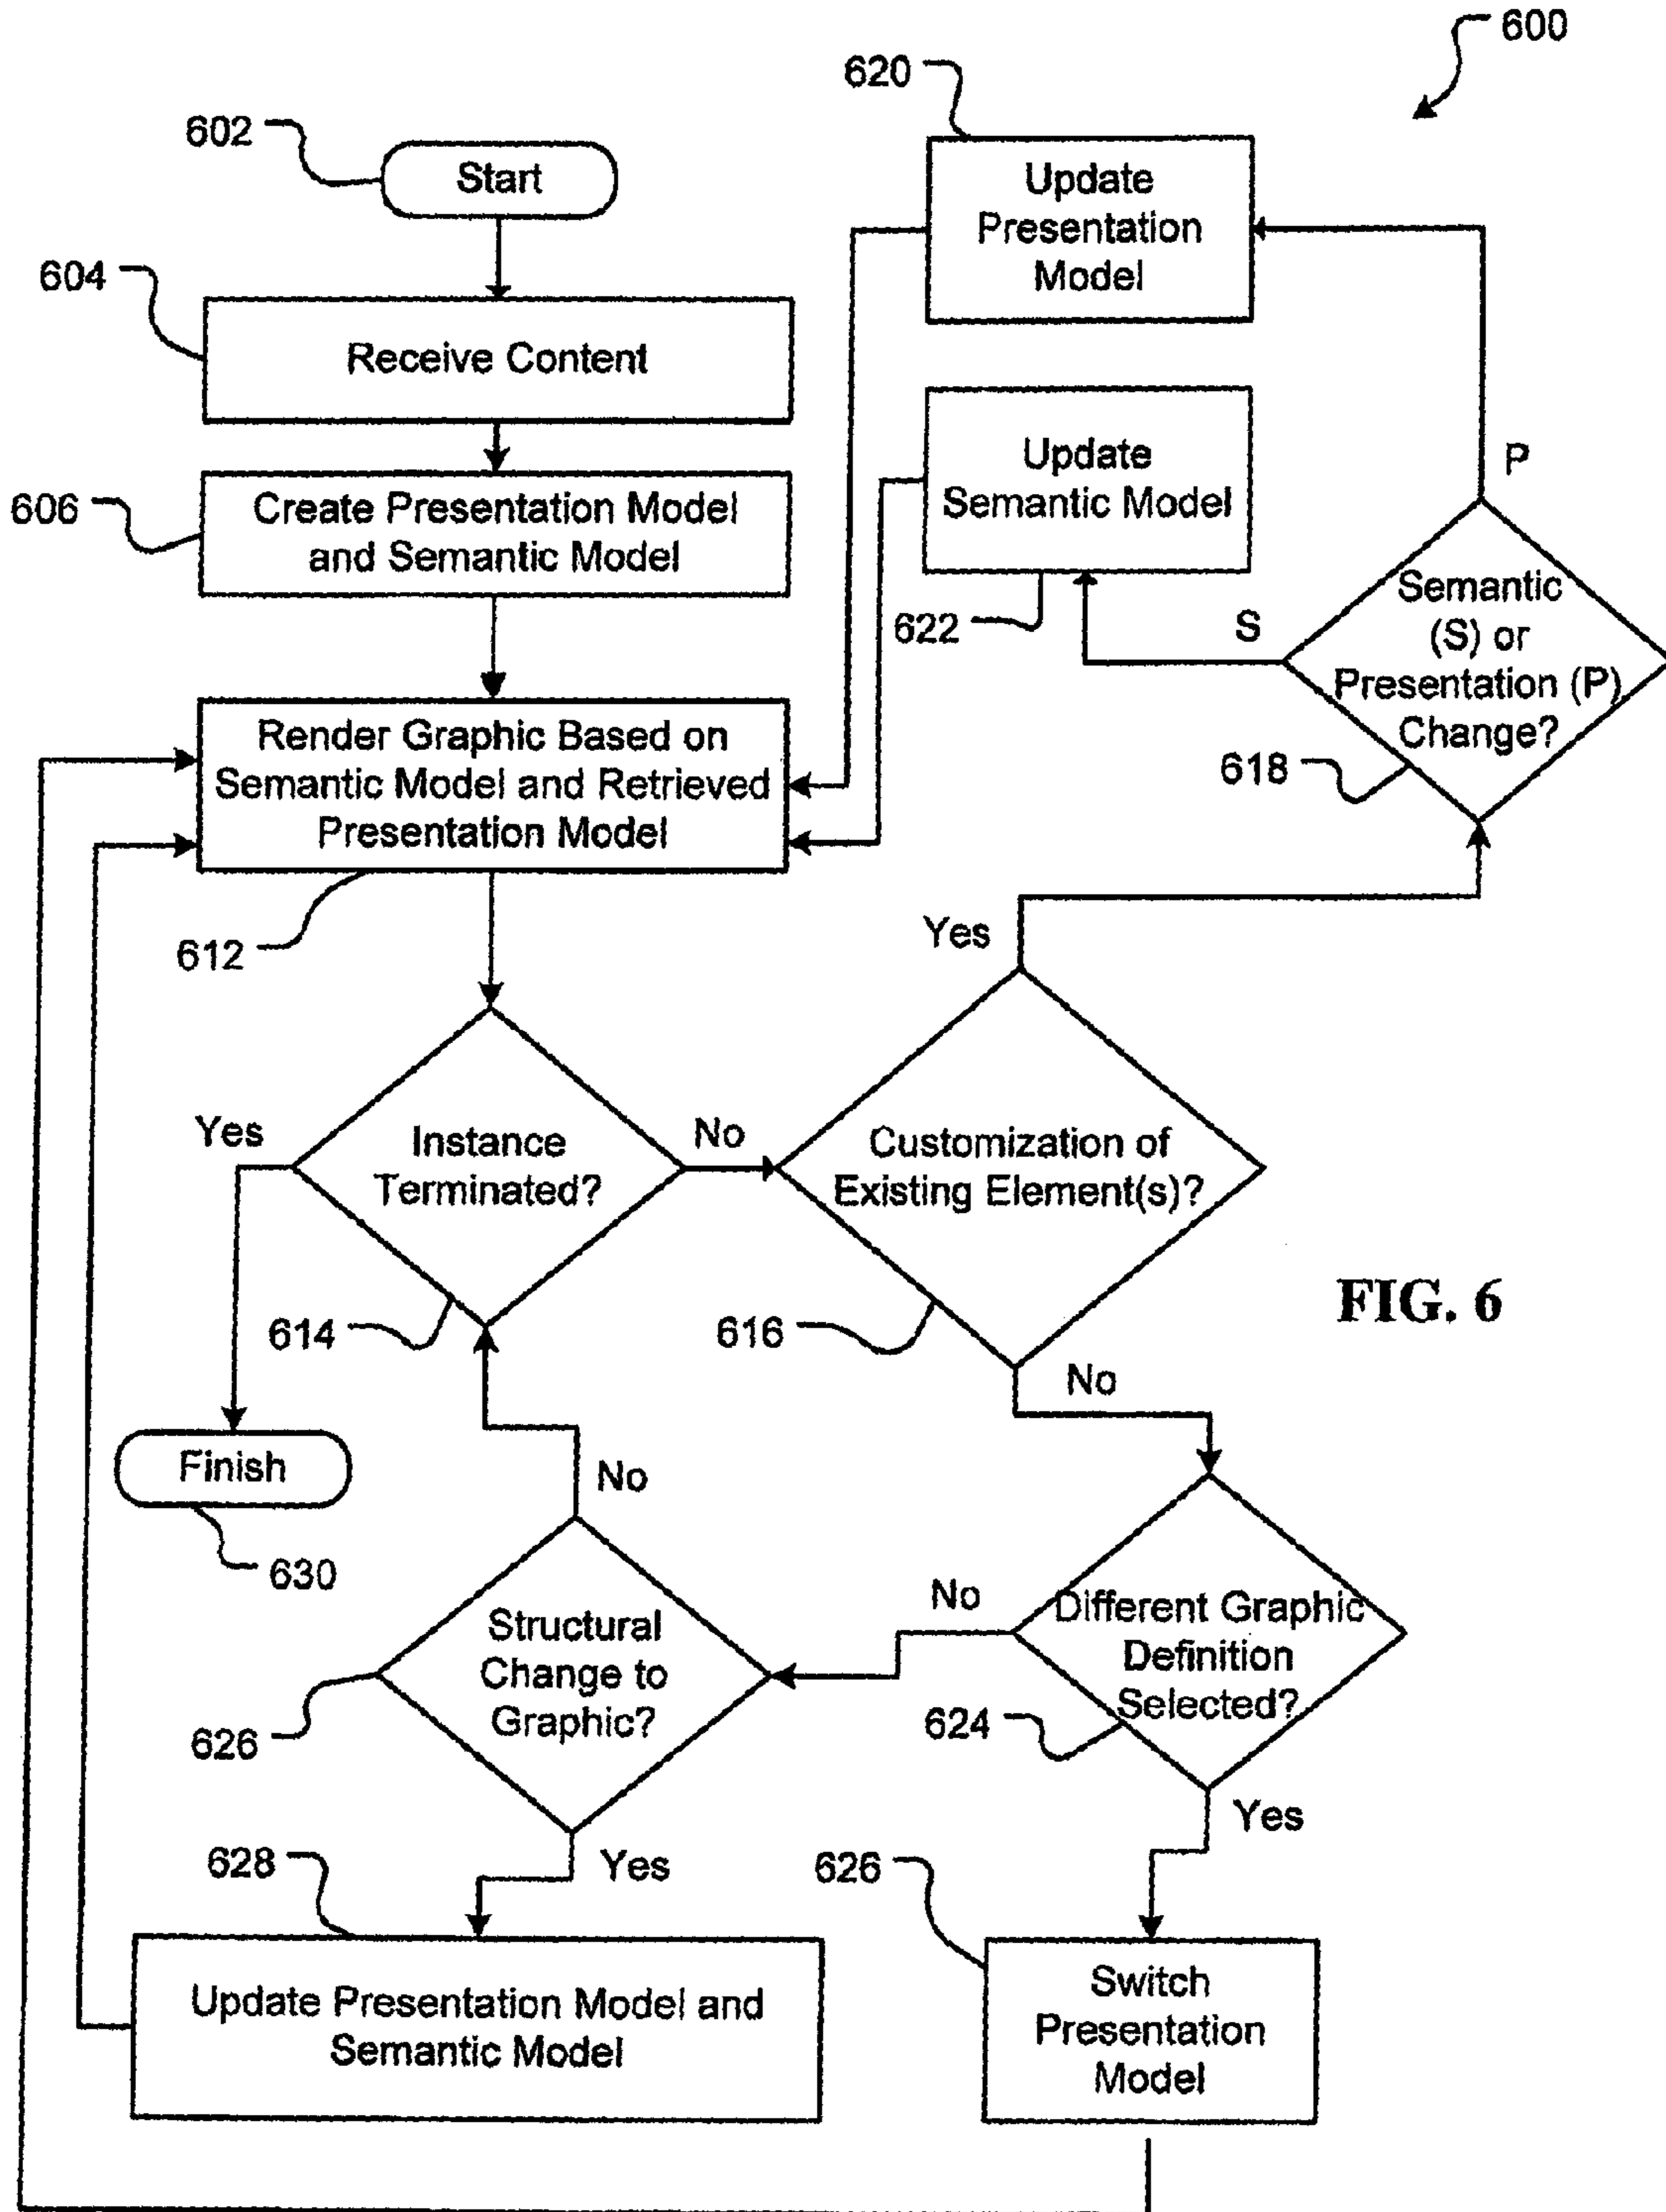 600
620
602
Start
Update
Presentation
Model
604
Receive Content
Update
Semantic Model
P
606
Create Presentation Model
and Semantic Model
622
S
Semantic
(S) or
Presentation (P)
Change?
618
Render Graphic Based on
Semantic Model and Retrieved
Presentation Model
612
Yes
Yes
Instance
Terminated?
No
Customization of
Existing Element(s)?
614
616
FIG. 6
No
Finish
630
No
Structural
Change to
Graphic?
626
No
Different Graphic
Definition
Selected?
624
Yes
Yes
628
626
Update Presentation Model and
Semantic Model
Switch
Presentation
Model